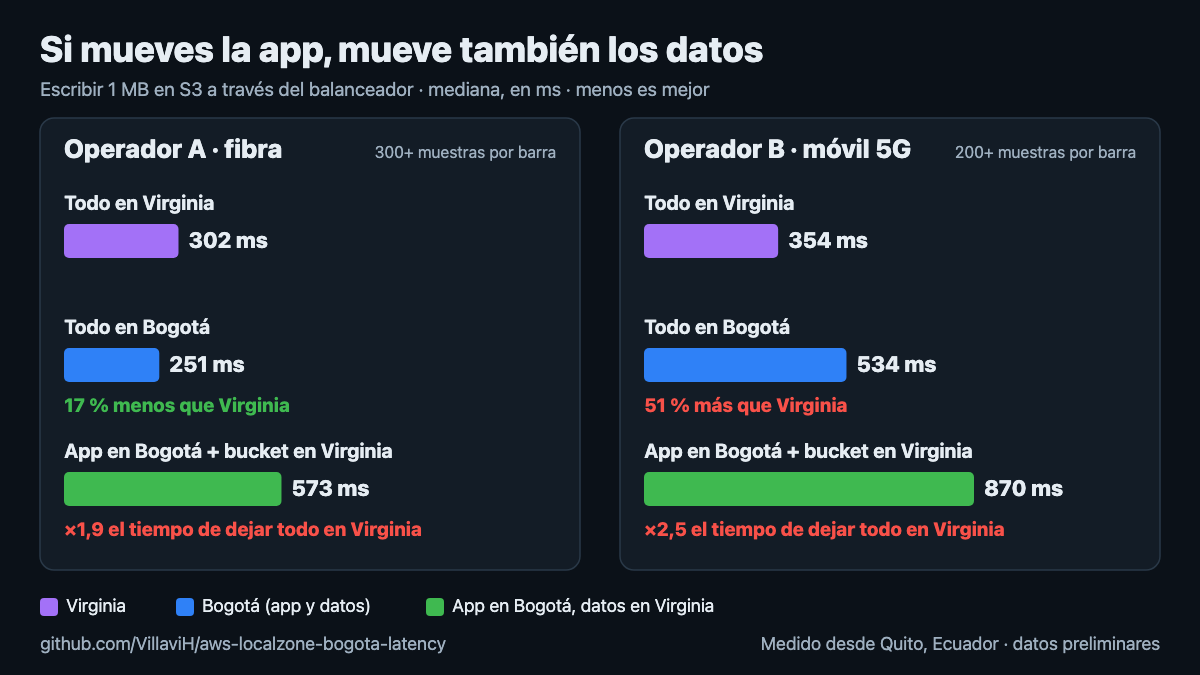 Si mueves la app, mueve también los datos
Escribir 1 MB en S3 a través del balanceador · mediana, en ms · menos es mejor
Operador A · fibra
300+ muestras por barra
Todo en Virginia
302 ms
Todo en Bogotá
251 ms
17 % menos que Virginia
App en Bogotá + bucket en Virginia
573 ms
×1,9 el tiempo de dejar todo en Virginia
Operador B · móvil 5G
200+ muestras por barra
Todo en Virginia
354 ms
Todo en Bogotá
534 ms
51 % más que Virginia
App en Bogotá + bucket en Virginia
870 ms
×2,5 el tiempo de dejar todo en Virginia
Virginia
Bogotá (app y datos)
App en Bogotá, datos en Virginia
github.com/VillaviH/aws-localzone-bogota-latency
Medido desde Quito, Ecuador · datos preliminares